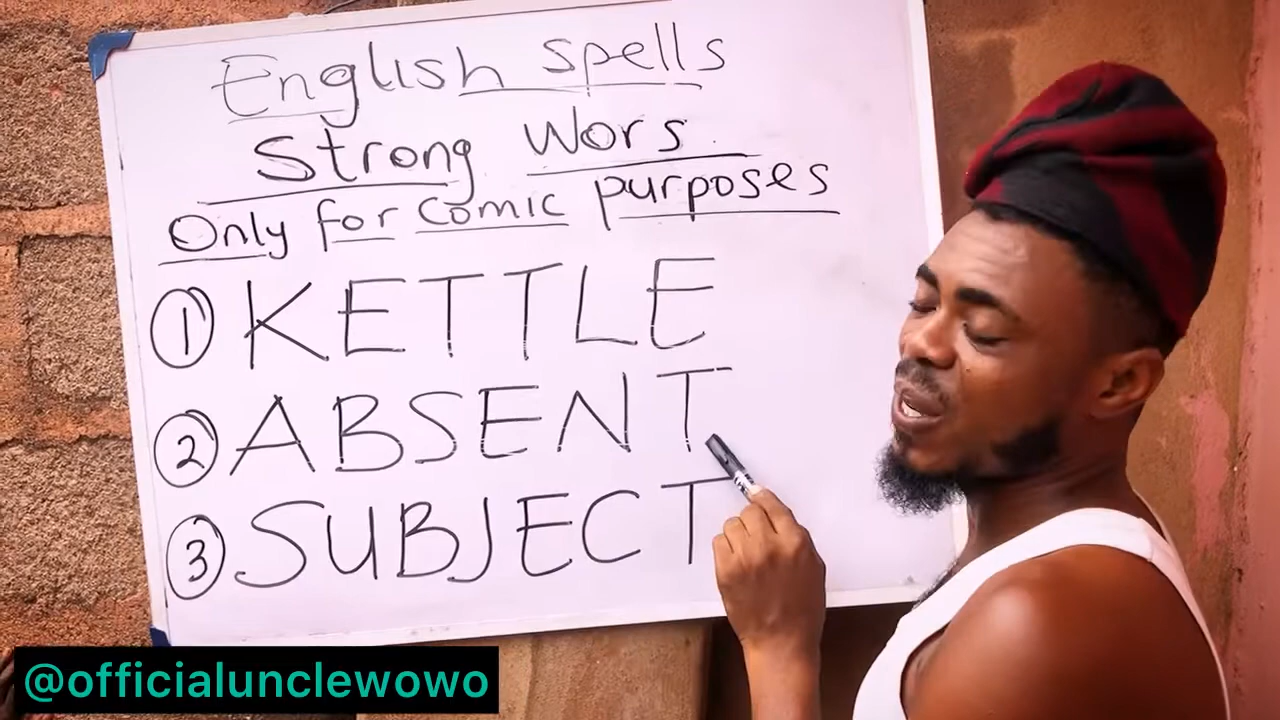 English spells
Strong Wors
Only for comic purposes
1 KETTLE
2 ABSENT
3 SUBJECT
@officialunclewowo